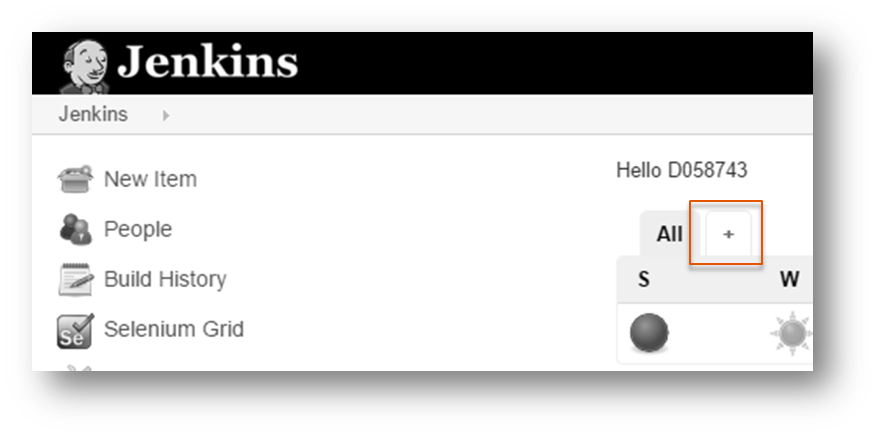 Jenkins
Jenkins
New Item
People
Build History
Selenium Grid
Hello D058743
All +
S W
Se